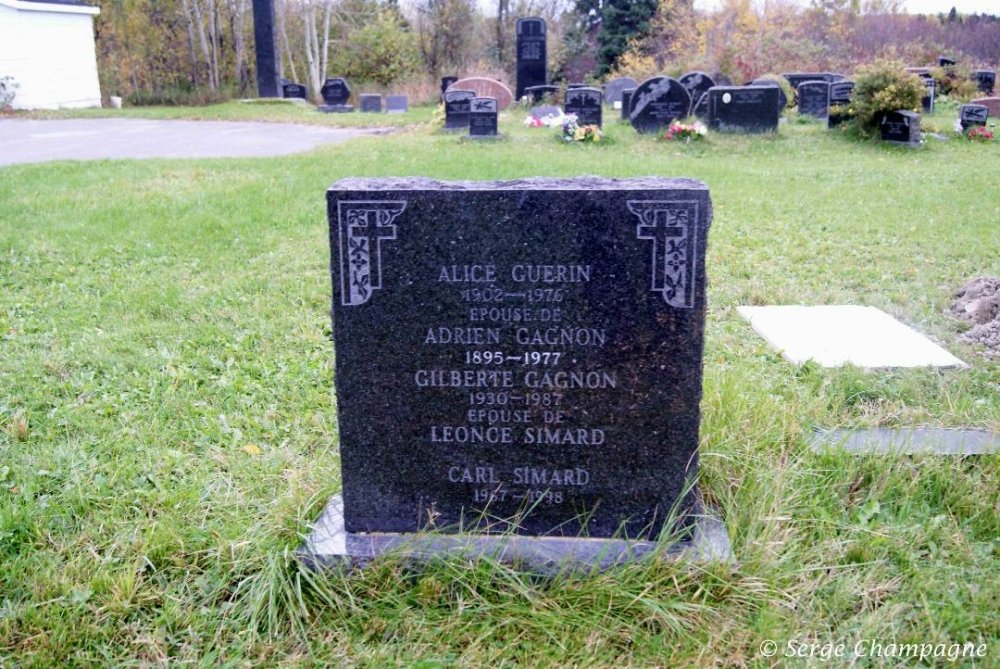 ALICE GUERIN
1902-1976
EPOUSE DE
ADRIEN GAGNON
1895-1977
GILBERTE GAGNON
1930-1987
EPOUSE DE
LEONCE SIMARD
CARL SIMARD
1967-1998
© Serge Champagne